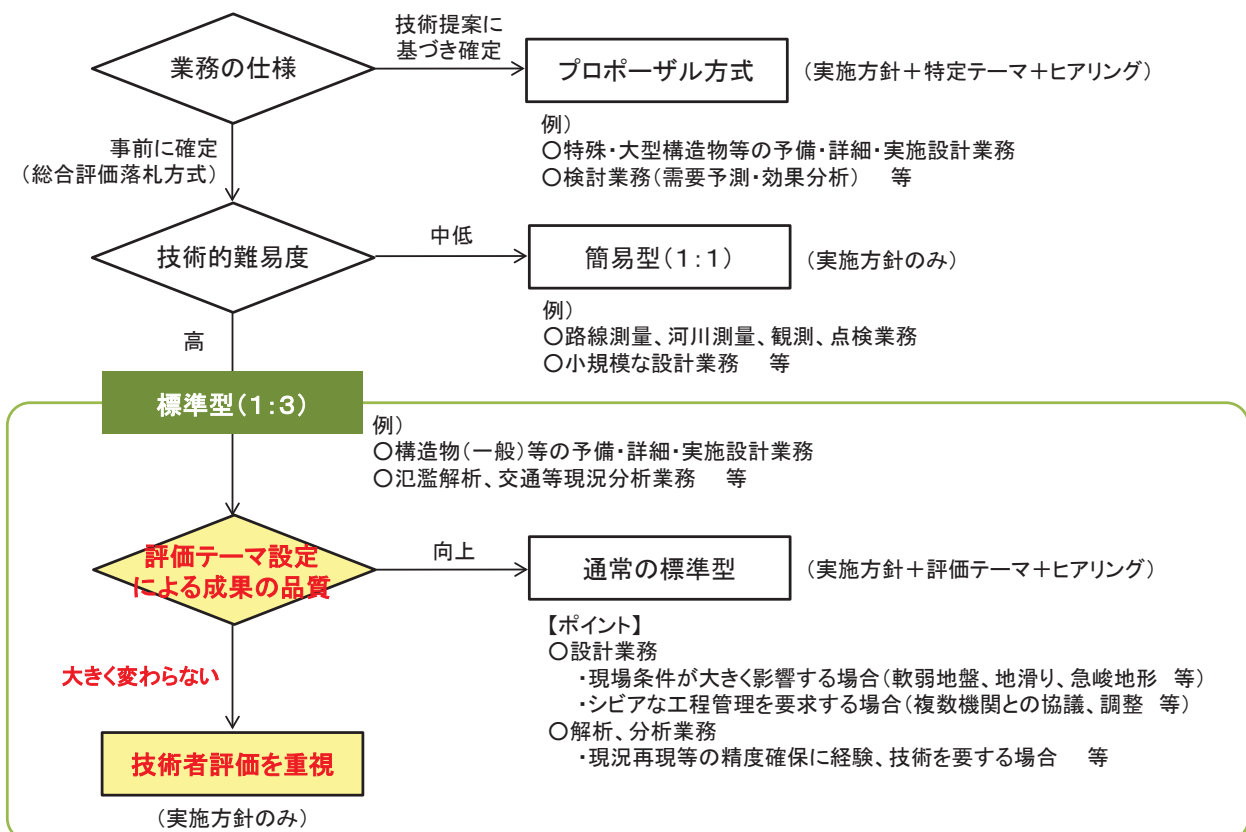 業務の仕様
技術提案に
基づき確定
プロポーザル方式
（実施方針＋特定テーマ＋ヒアリング）
例）
○特殊・大型構造物等の予備・詳細・実施設計業務
○検討業務（需要予測・効果分析）　等
事前に確定
（総合評価落札方式）
技術的難易度
中低
簡易型（１：１）
（実施方針のみ）
例）
○路線測量、河川測量、観測、点検業務
○小規模な設計業務　等
高
標準型（１：３）
例）
○構造物（一般）等の予備・詳細・実施設計業務
○氾濫解析、交通等現況分析業務　等
評価テーマ設定
による成果の品質
向上
通常の標準型
（実施方針＋評価テーマ＋ヒアリング）
【ポイント】
○設計業務
・現場条件が大きく影響する場合（軟弱地盤、地滑り、急峻地形　等）
・シビアな工程管理を要求する場合（複数機関との協議、調整　等）
○解析、分析業務
・現況再現等の精度確保に経験、技術を要する場合　等
大きく変わらない
技術者評価を重視
（実施方針のみ）